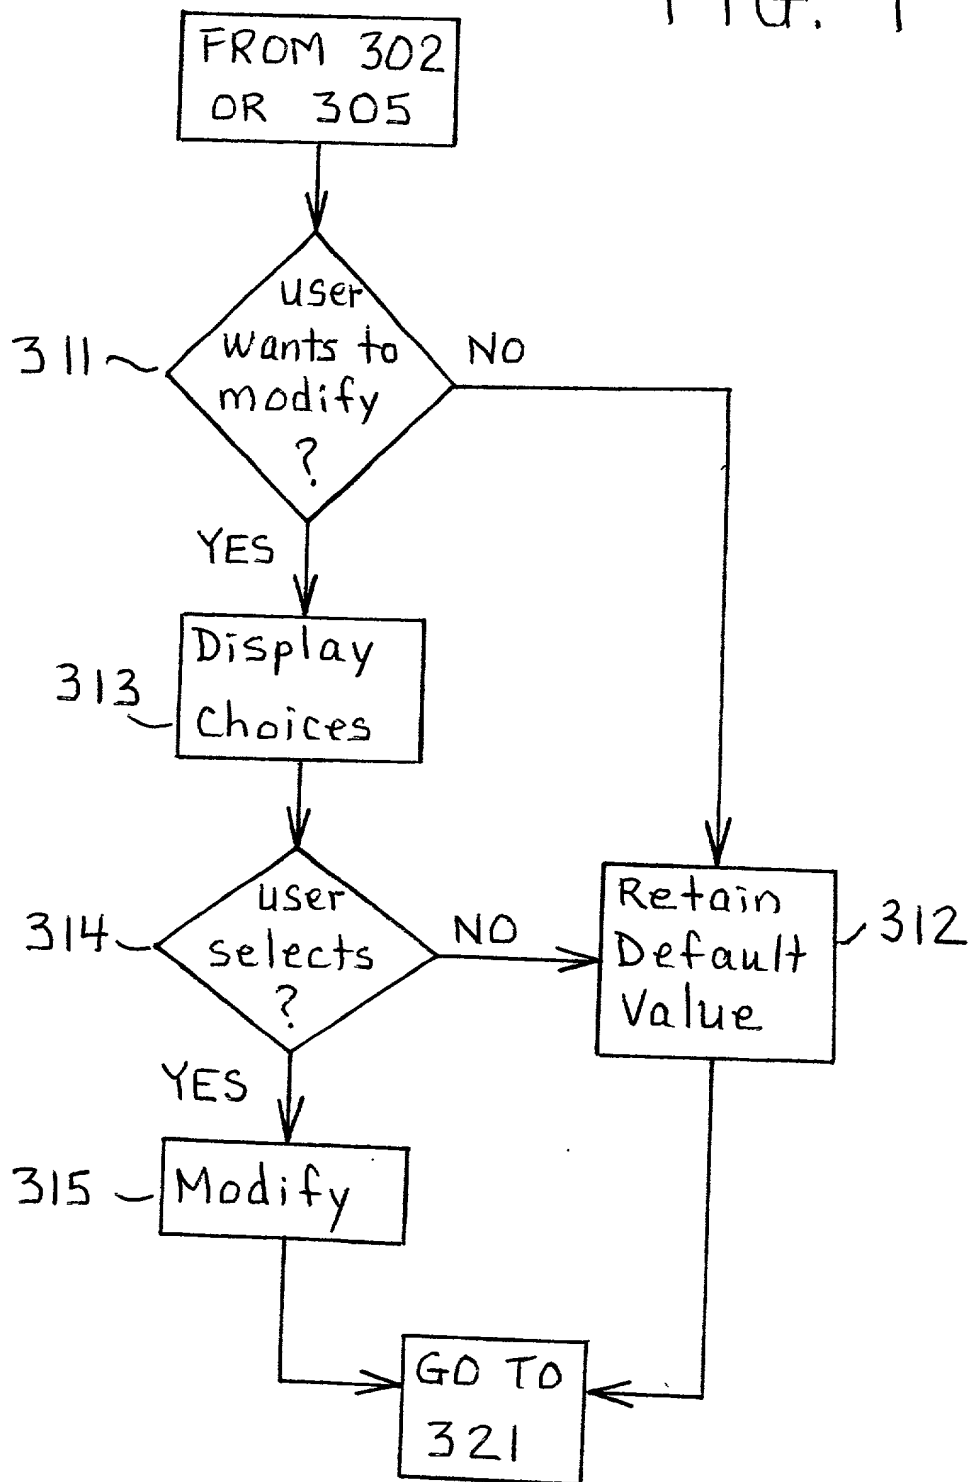 FIG.
FROM 302
OR 305
user
wants to
modify
?
311
NO
YES
Display
Choices
313
user
selects
?
314
NO
Retain
Default
Value
312
YES
Modify
315
GO TO
321